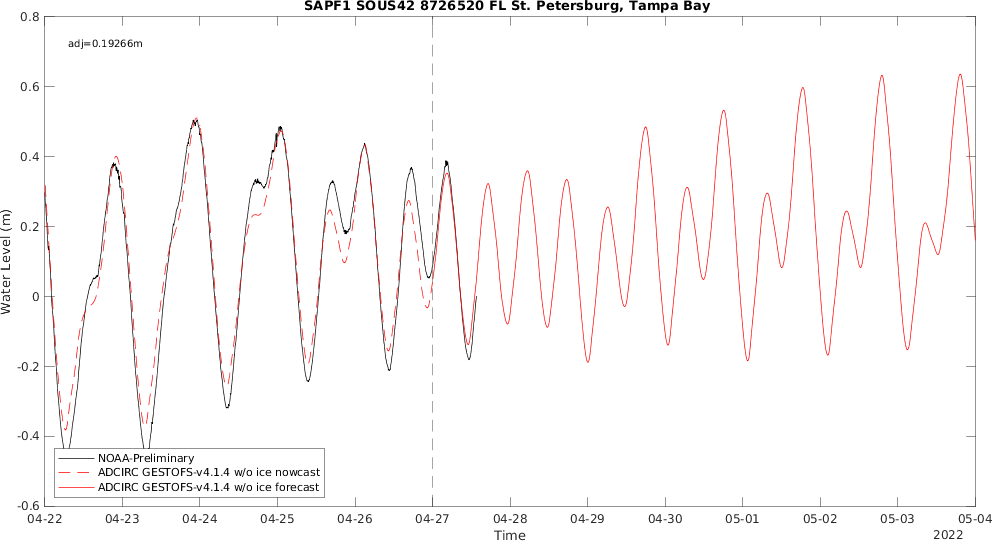 SAPF1 SOUS42 8726520 FL St. Petersburg, Tampa Bay
adj=0.19266m
0.8
0.6
0.4
0.2
0
-0.2
-0.4
-0.6
Water Level (m)
NOAA-Preliminary
ADCIRC GESTOFS-v4.1.4 w/o ice nowcast
ADCIRC GESTOFS-v4.1.4 w/o ice forecast
04-22 04-23 04-24 04-25 04-26 04-27 04-28 04-29 04-30 05-01 05-02 05-03 05-04
Time
2022